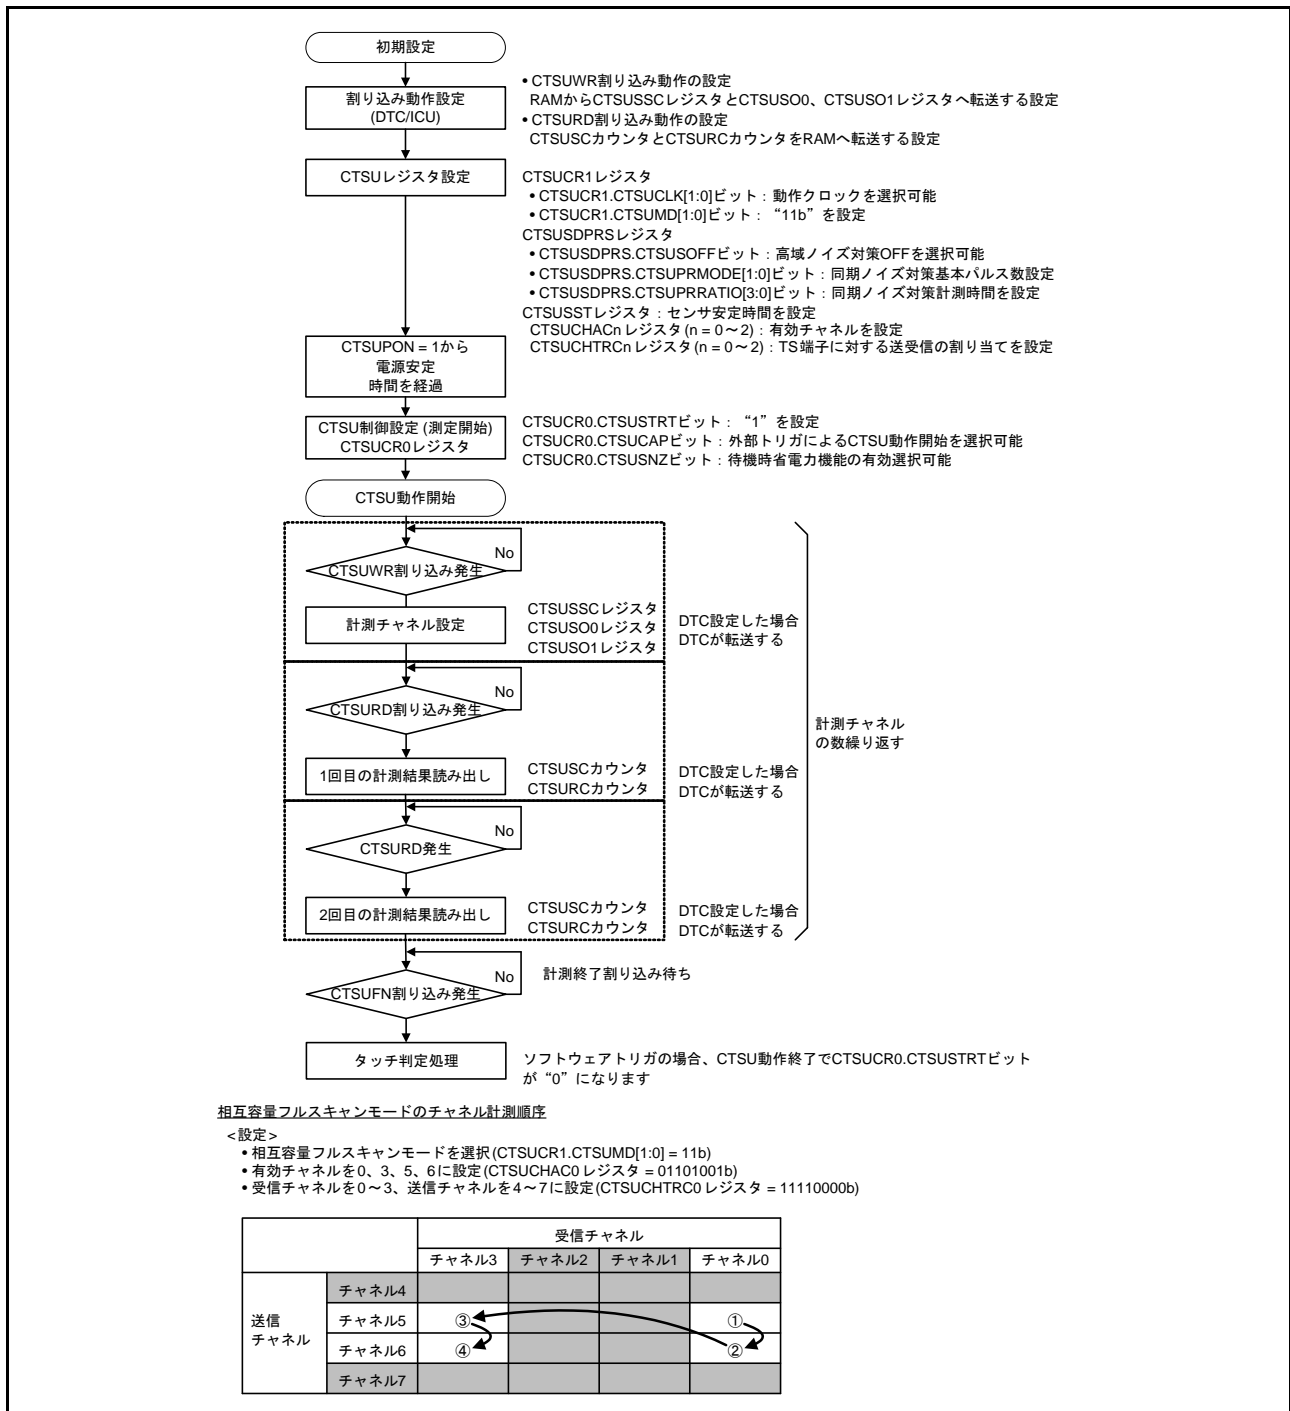 初期設定
割り込み動作設定
(DTC/ICU)
• CTSUWR割り込み動作の設定
RAMからCTSUSSCレジスタとCTSUSO0、CTSUSO1レジスタへ転送する設定
• CTSURD割り込み動作の設定
CTSUSCカウンタとCTSURCカウンタをRAMへ転送する設定
CTSUレジスタ設定
CTSUCR1レジスタ
• CTSUCR1.CTSUCLK[1:0]ビット：動作クロックを選択可能
• CTSUCR1.CTSUMD[1:0]ビット：“11b”を設定
CTSUSDPRSレジスタ
• CTSUSDPRS.CTSUSOFFビット：高域ノイズ対策OFFを選択可能
• CTSUSDPRS.CTSUPRMODE[1:0]ビット：同期ノイズ対策基本パルス数設定
• CTSUSDPRS.CTSUPRRATIO[3:0]ビット：同期ノイズ対策計測時間を設定
CTSUSSTレジスタ：センサ安定時間を設定
CTSUCHACnレジスタ(n = 0～2)：有効チャネルを設定
CTSUCHTRCnレジスタ(n = 0～2)：TS端子に対する送受信の割り当てを設定
CTSUPON = 1から
電源安定
時間を経過
CTSU制御設定 (測定開始)
CTSUCR0レジスタ
CTSUCR0.CTSUSTRTビット：“1”を設定
CTSUCR0.CTSUCAPビット：外部トリガによるCTSU動作開始を選択可能
CTSUCR0.CTSUSNZビット：待機時省電力機能の有効選択可能
CTSU動作開始
No
CTSUWR割り込み発生
計測チャネル設定
CTSUSSCレジスタ
CTSUSO0レジスタ
CTSUSO1レジスタ
DTC設定した場合
DTCが転送する
No
CTSURD割り込み発生
計測チャネル
の数繰り返す
1回目の計測結果読み出し
CTSUSCカウンタ
CTSURCカウンタ
DTC設定した場合
DTCが転送する
No
CTSURD発生
2回目の計測結果読み出し
CTSUSCカウンタ
CTSURCカウンタ
DTC設定した場合
DTCが転送する
No
計測終了割り込み待ち
CTSUFN割り込み発生
タッチ判定処理
ソフトウェアトリガの場合、CTSU動作終了でCTSUCR0.CTSUSTRTビット
が“0”になります
相互容量フルスキャンモードのチャネル計測順序
<設定>
• 相互容量フルスキャンモードを選択(CTSUCR1.CTSUMD[1:0] = 11b)
• 有効チャネルを0、3、5、6に設定(CTSUCHAC0レジスタ = 01101001b)
• 受信チャネルを0～3、送信チャネルを4～7に設定(CTSUCHTRC0レジスタ = 11110000b)
受信チャネル
チャネル3 チャネル2 チャネル1 チャネル0
送信
チャネル
チャネル4
チャネル5 ③ ①
チャネル6 ④ ②
チャネル7